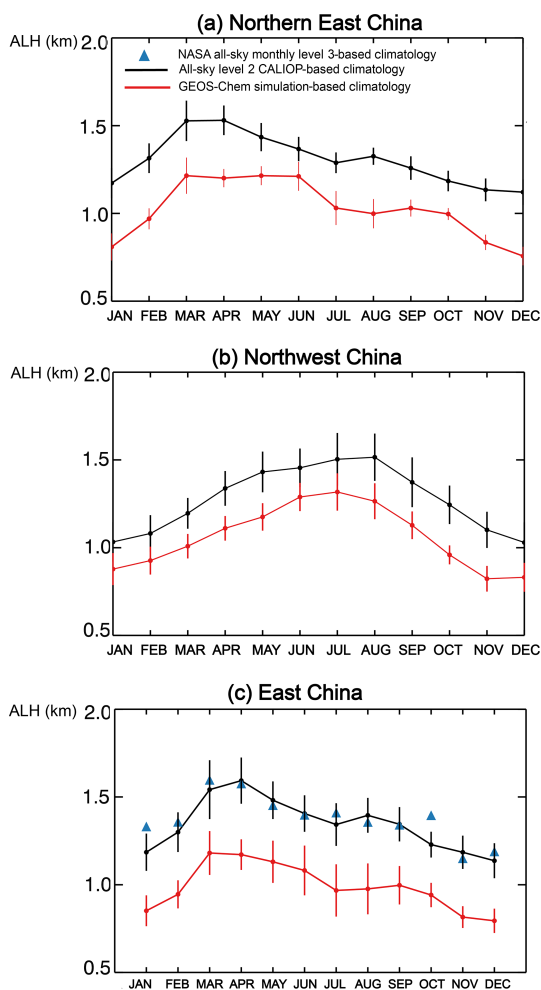 (a) Northern East China
ALH (km)
2.0
NASA all-sky monthly level 3-based climatology
All-sky level 2 CALIOP-based climatology
GEOS-Chem simulation-based climatology
1.5
1.0
0.5
JAN FEB MAR APR MAY JUN JUL AUG SEP OCT NOV DEC
(b) Northwest China
ALH (km)
2.0
1.5
1.0
0.5
JAN FEB MAR APR MAY JUN JUL AUG SEP OCT NOV DEC
(c) East China
ALH (km)
2.0
1.5
1.0
0.5
JAN FEB MAR APR MAY JUN JUL AUG SEP OCT NOV DEC